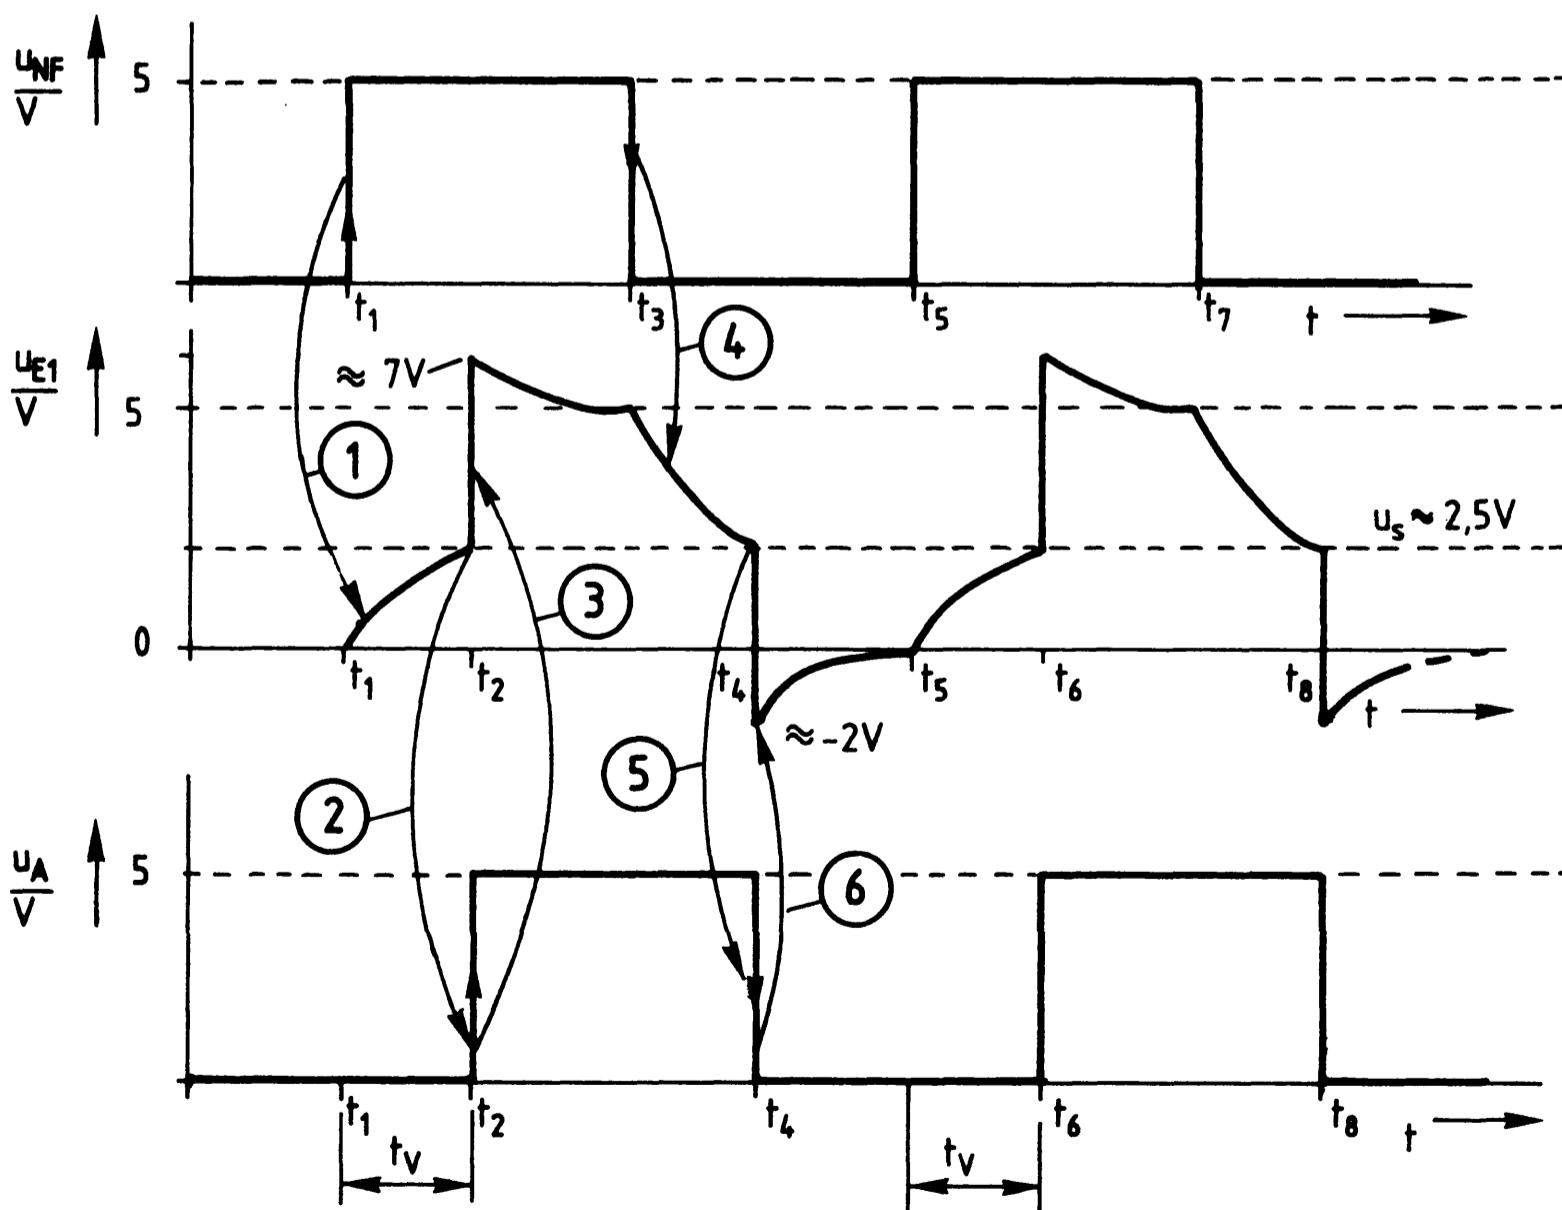 u_NF/V 5
t₁ t₃ t₅ t₇ t
u_E1/V ≈ 7V 4
5
1
u_s ≈ 2,5V
3
0
t₁ t₂ t₄ t₅ t₆ t₈ t
≈ -2V
5
2
u_A/V 5 6
t₁ t₂ t₄ t₆ t₈ t
t_V t_V